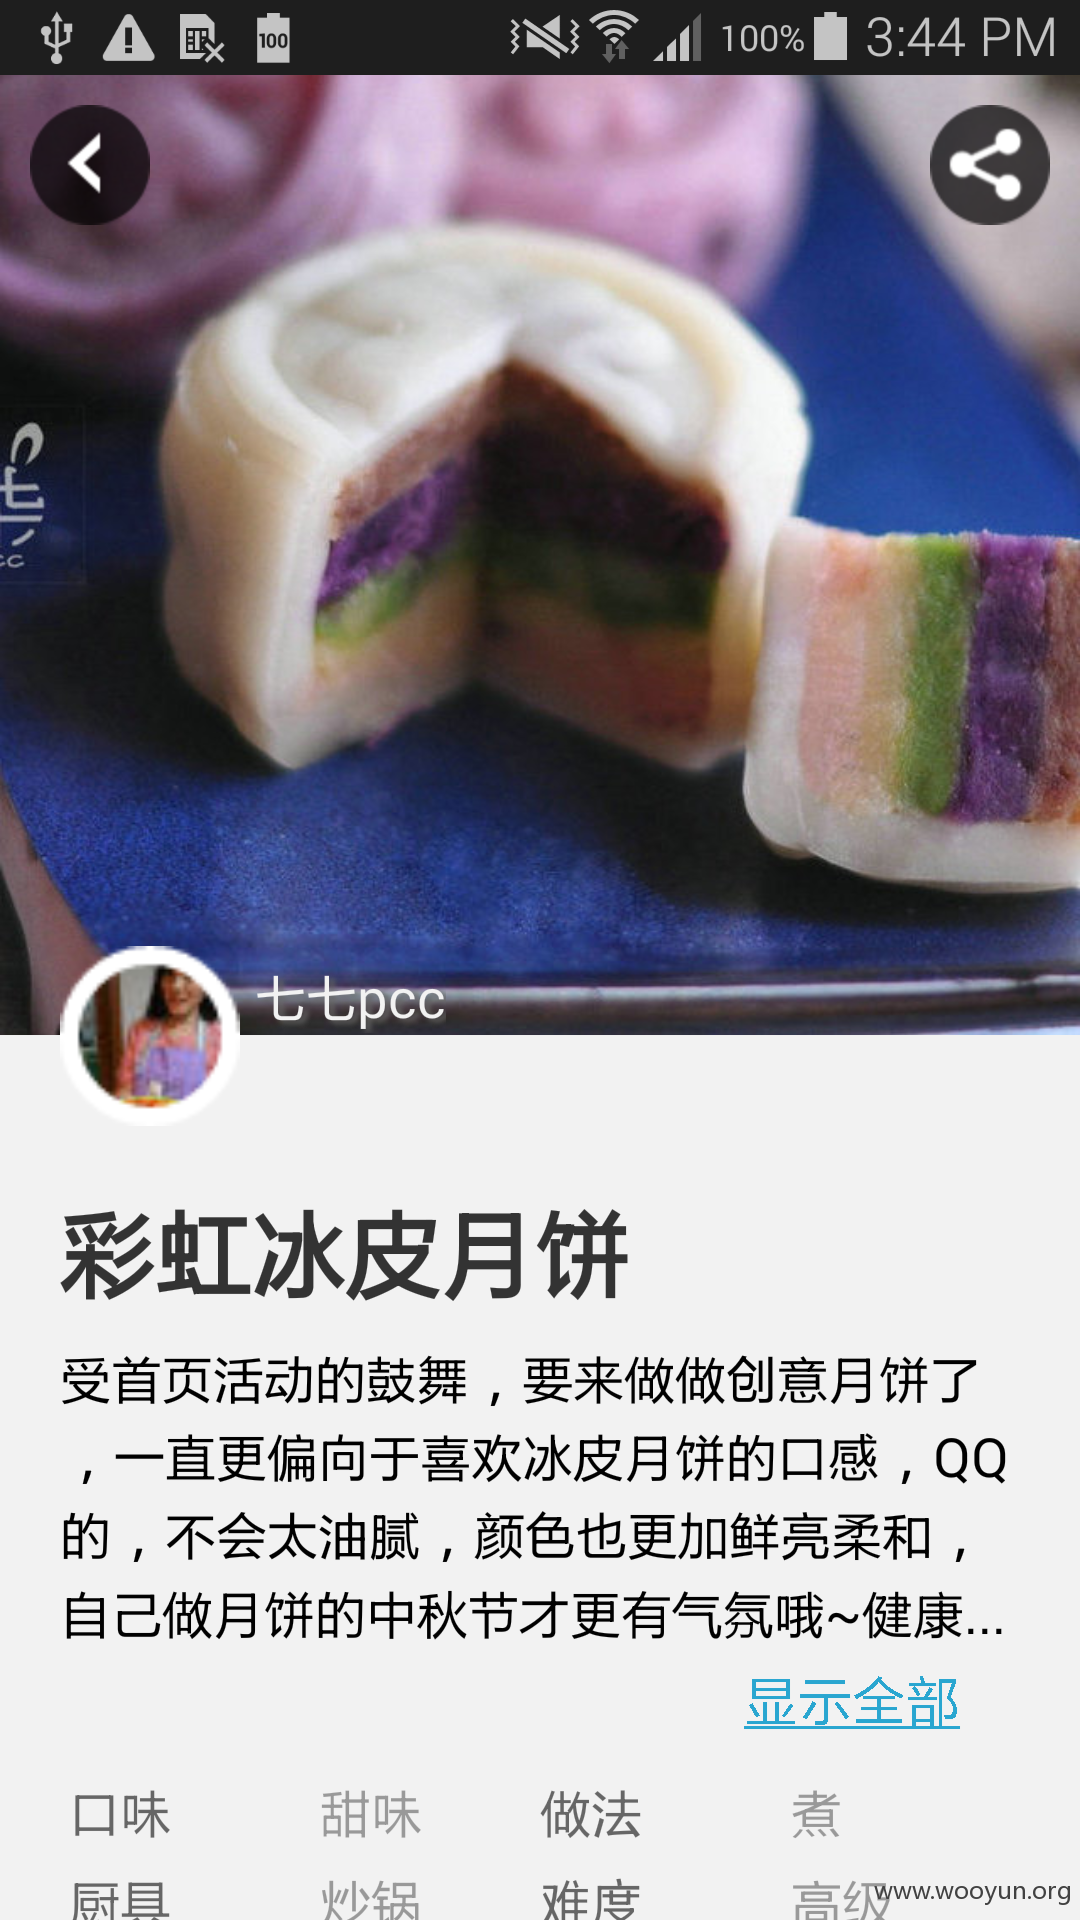 100
100% 3:44 PM
七七pcc
彩虹冰皮月饼
受首页活动的鼓舞，要来做做创意月饼了
，一直更偏向于喜欢冰皮月饼的口感，QQ
的，不会太油腻，颜色也更加鲜亮柔和，
自己做月饼的中秋节才更有气氛哦~健康...
显示全部
口味 甜味 做法 煮
厨具 炒锅 难度 高级
www.wooyun.org